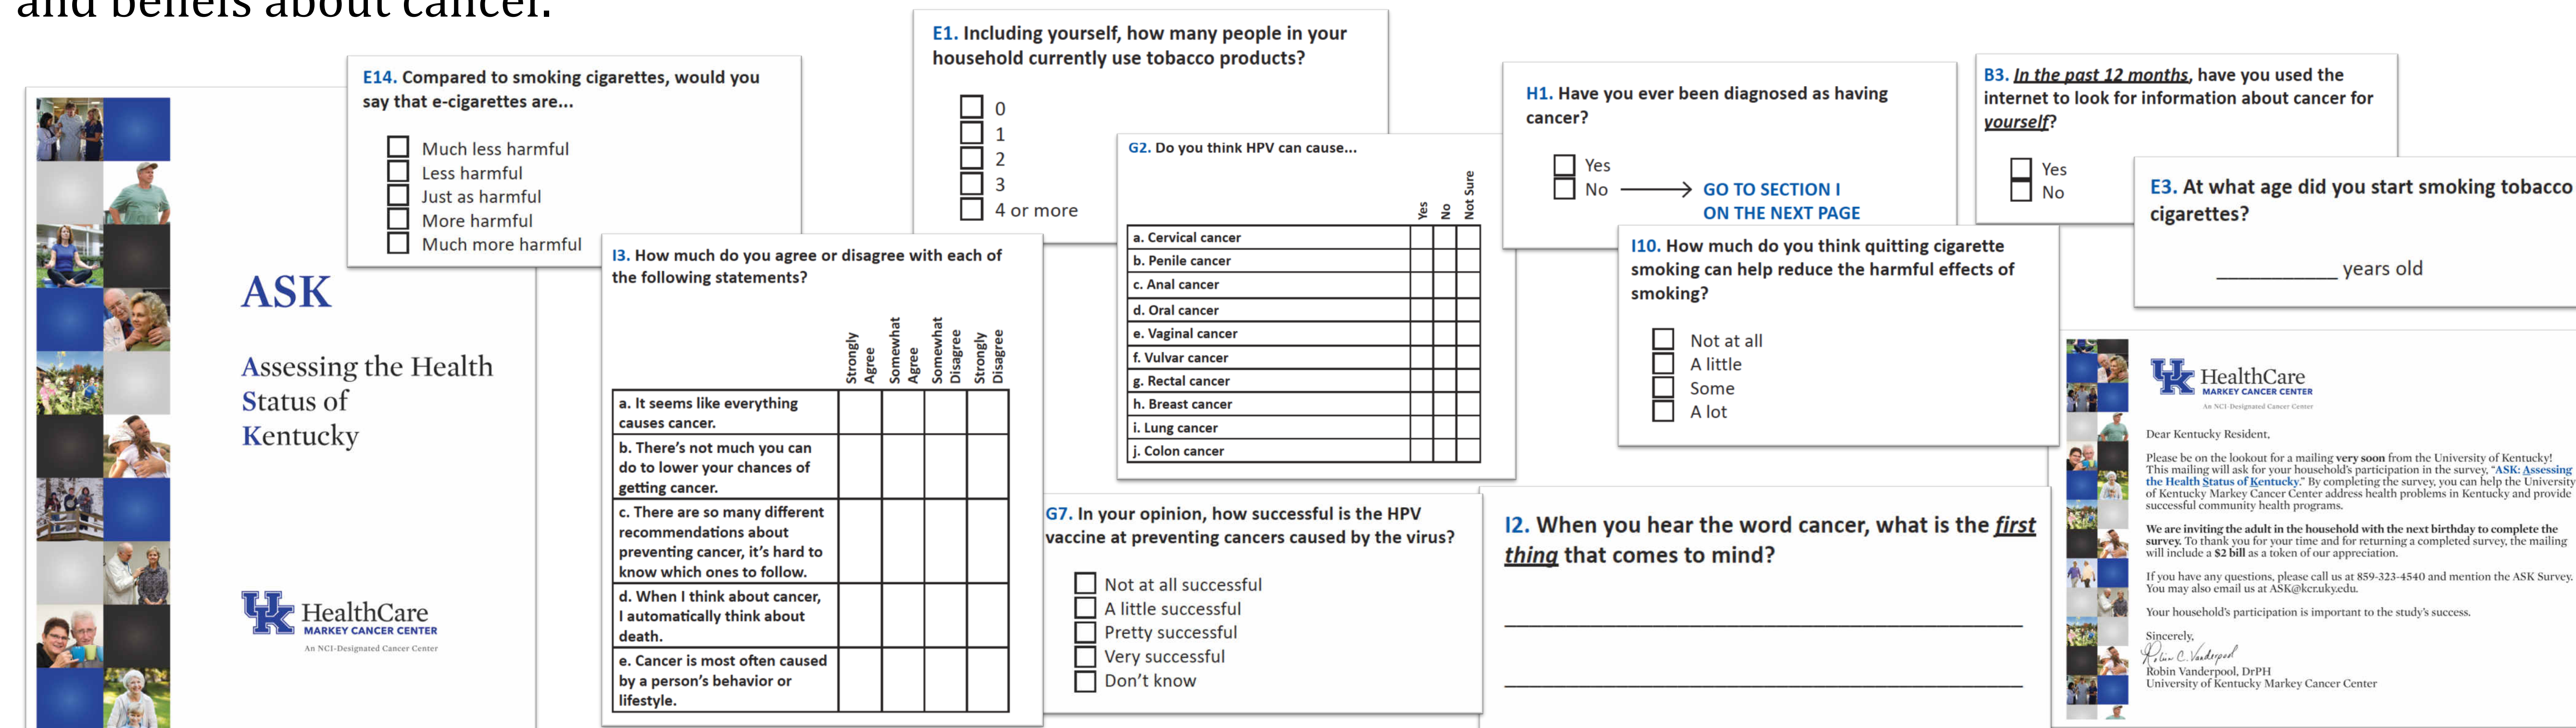 and beliefs about cancer.
ASK
Assessing the Health
Status of
Kentucky
UK HealthCare
MARKEY CANCER CENTER
An NCI-Designated Cancer Center
E14. Compared to smoking cigarettes, would you
say that e-cigarettes are...
Much less harmful
Less harmful
Just as harmful
More harmful
Much more harmful
I3. How much do you agree or disagree with each of
the following statements?
Strongly
Agree
Somewhat
Agree
Somewhat
Disagree
Strongly
Disagree
a. It seems like everything
causes cancer.
b. There's not much you can
do to lower your chances of
getting cancer.
c. There are so many different
recommendations about
preventing cancer, it's hard to
know which ones to follow.
d. When I think about cancer,
I automatically think about
death.
e. Cancer is most often caused
by a person's behavior or
lifestyle.
E1. Including yourself, how many people in your
household currently use tobacco products?
0
1
2
3
4 or more
G2. Do you think HPV can cause...
Yes
No
Not Sure
a. Cervical cancer
b. Penile cancer
c. Anal cancer
d. Oral cancer
e. Vaginal cancer
f. Vulvar cancer
g. Rectal cancer
h. Breast cancer
i. Lung cancer
j. Colon cancer
G7. In your opinion, how successful is the HPV
vaccine at preventing cancers caused by the virus?
Not at all successful
A little successful
Pretty successful
Very successful
Don't know
H1. Have you ever been diagnosed as having
cancer?
Yes
No → GO TO SECTION I
ON THE NEXT PAGE
I10. How much do you think quitting cigarette
smoking can help reduce the harmful effects of
smoking?
Not at all
A little
Some
A lot
I2. When you hear the word cancer, what is the first
thing that comes to mind?
B3. In the past 12 months, have you used the
internet to look for information about cancer for
yourself?
Yes
No
E3. At what age did you start smoking tobacco
cigarettes?
___________ years old
UK HealthCare
MARKEY CANCER CENTER
An NCI-Designated Cancer Center
Dear Kentucky Resident,
Please be on the lookout for a mailing very soon from the University of Kentucky!
This mailing will ask for your household's participation in the survey, "ASK: Assessing
the Health Status of Kentucky." By completing the survey, you can help the University
of Kentucky Markey Cancer Center address health problems in Kentucky and provide
successful community health programs.
We are inviting the adult in the household with the next birthday to complete the
survey. To thank you for your time and for returning a completed survey, the mailing
will include a $2 bill as a token of our appreciation.
If you have any questions, please call us at 859-323-4540 and mention the ASK Survey.
You may also email us at ASK@kcr.uky.edu.
Your household's participation is important to the study's success.
Sincerely,
Robin C. Vanderpool
Robin Vanderpool, DrPH
University of Kentucky Markey Cancer Center